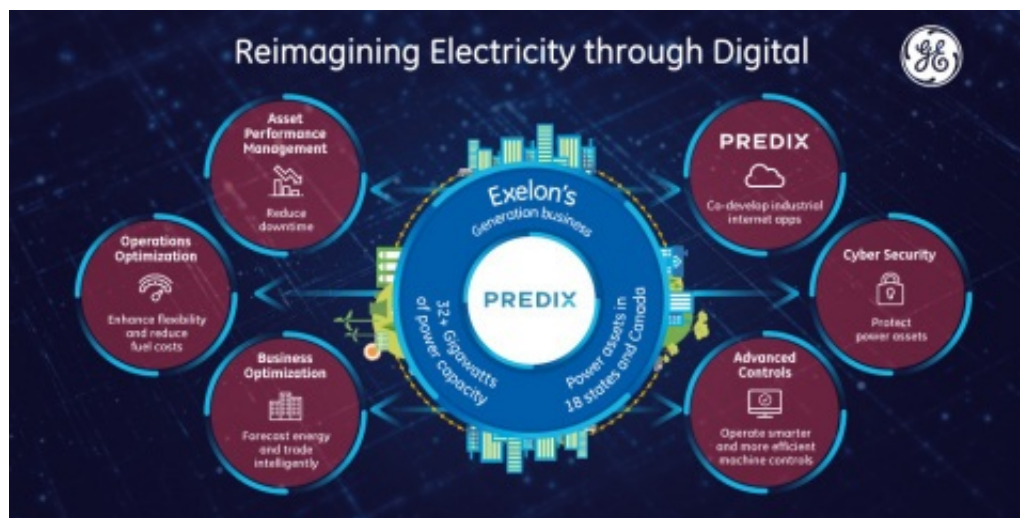 Reimagining Electricity through Digital
GE
Asset
Performance
Management
Reduce
downtime
Operations
Optimization
Enhance flexibility
and reduce
fuel costs
Business
Optimization
Forecast energy
and trade
intelligently
Exelon's
Generation business
PREDIX
32+ Gigawatts
of power capacity
Power assets in
18 states and Canada
PREDIX
Co-develop industrial
internet apps
Cyber Security
Protect
power assets
Advanced
Controls
Operate smarter
and more efficient
machine controls